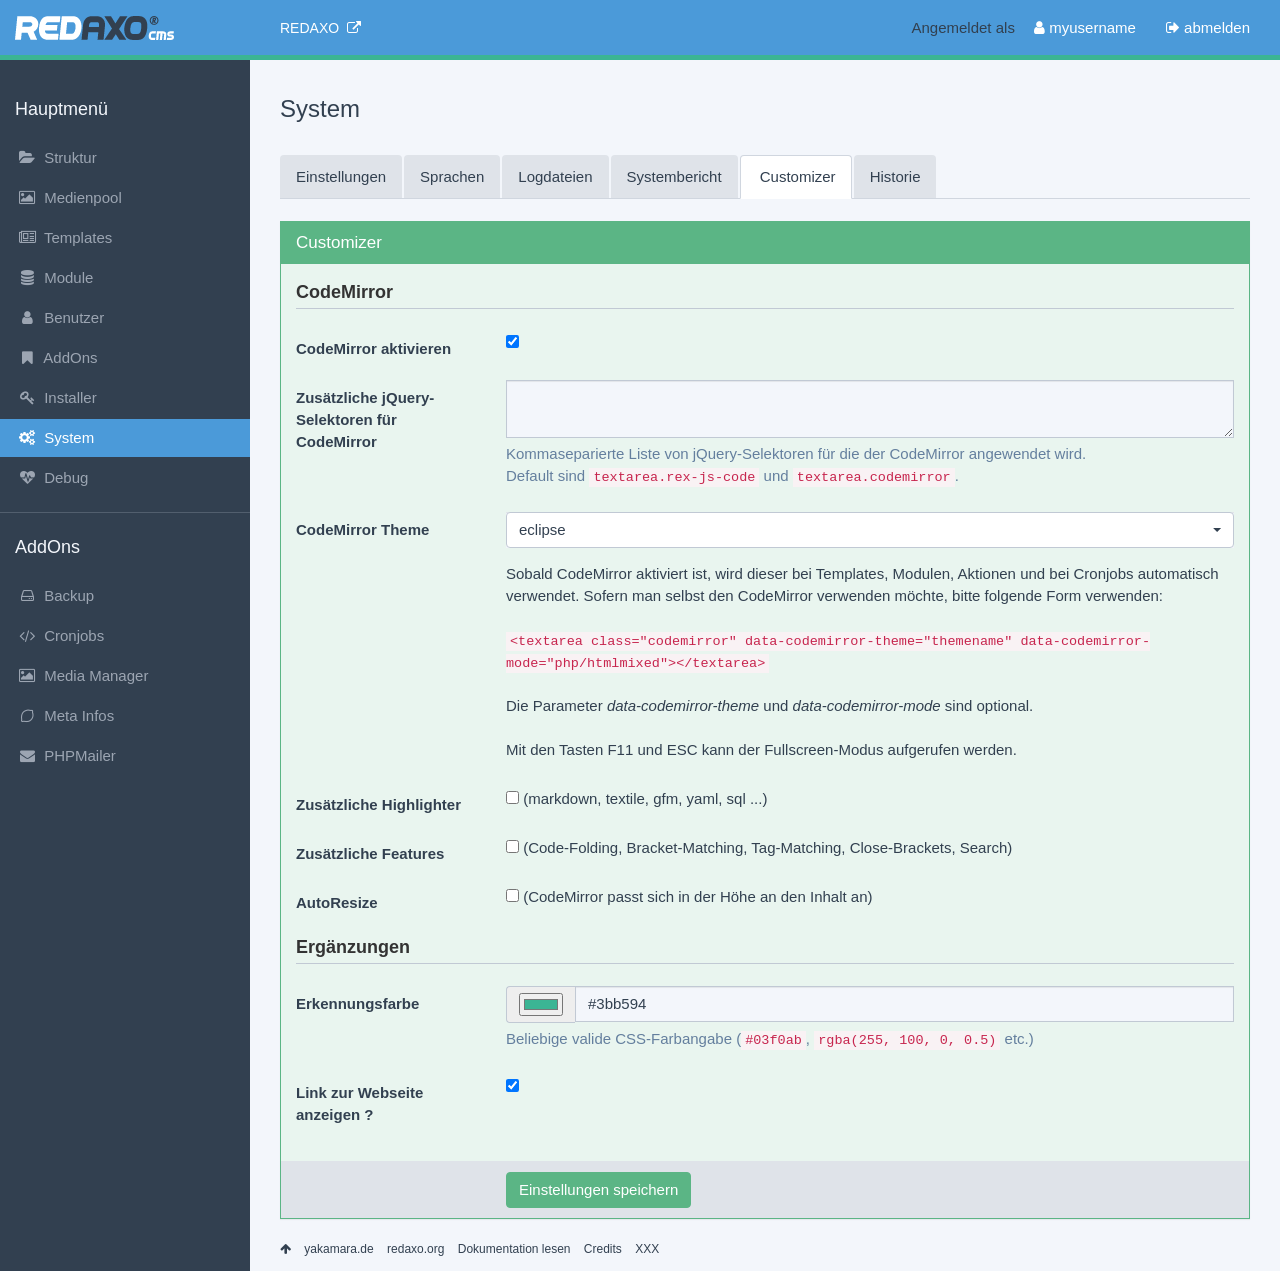 REDAXO® cms
REDAXO
Angemeldet als myusername abmelden
Hauptmenü
Struktur
Medienpool
Templates
Module
Benutzer
AddOns
Installer
System
Debug
AddOns
Backup
Cronjobs
Media Manager
Meta Infos
PHPMailer
System
Einstellungen Sprachen Logdateien Systembericht Customizer Historie
Customizer
CodeMirror
CodeMirror aktivieren
Zusätzliche jQuery-
Selektoren für
CodeMirror
Kommaseparierte Liste von jQuery-Selektoren für die der CodeMirror angewendet wird.
Default sind textarea.rex-js-code und textarea.codemirror.
CodeMirror Theme
eclipse
Sobald CodeMirror aktiviert ist, wird dieser bei Templates, Modulen, Aktionen und bei Cronjobs automatisch
verwendet. Sofern man selbst den CodeMirror verwenden möchte, bitte folgende Form verwenden:
<textarea class="codemirror" data-codemirror-theme="themename" data-codemirror-
mode="php/htmlmixed"></textarea>
Die Parameter data-codemirror-theme und data-codemirror-mode sind optional.
Mit den Tasten F11 und ESC kann der Fullscreen-Modus aufgerufen werden.
Zusätzliche Highlighter
(markdown, textile, gfm, yaml, sql ...)
Zusätzliche Features
(Code-Folding, Bracket-Matching, Tag-Matching, Close-Brackets, Search)
AutoResize
(CodeMirror passt sich in der Höhe an den Inhalt an)
Ergänzungen
Erkennungsfarbe
#3bb594
Beliebige valide CSS-Farbangabe (#03f0ab, rgba(255, 100, 0, 0.5) etc.)
Link zur Webseite
anzeigen ?
Einstellungen speichern
yakamara.de redaxo.org Dokumentation lesen Credits XXX